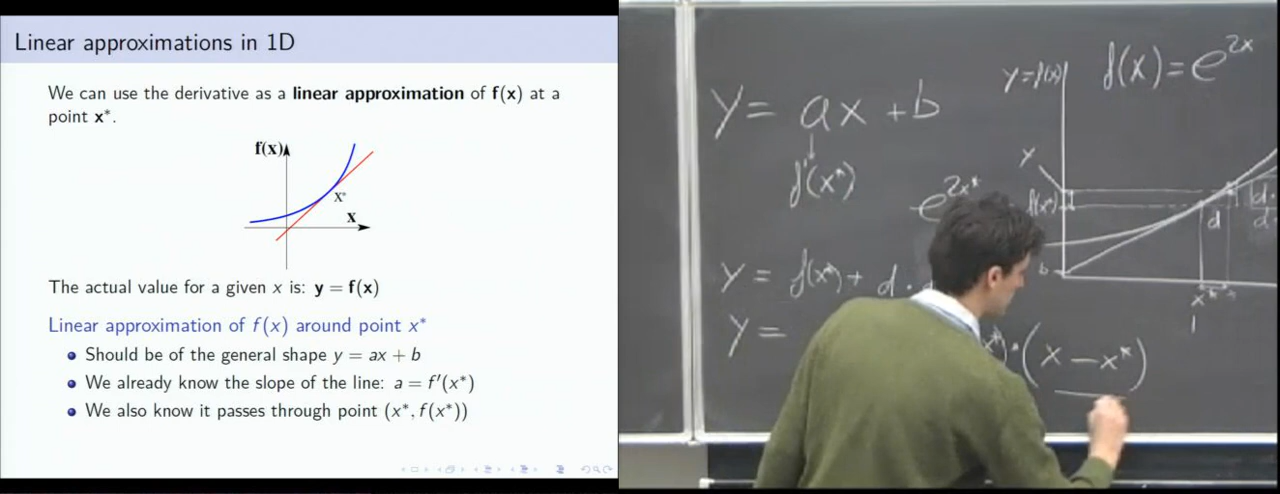 Linear approximations in 1D
We can use the derivative as a linear approximation of f(x) at a
point x*.
f(x)
x*
x
The actual value for a given x is: y = f(x)
Linear approximation of f(x) around point x*
Should be of the general shape y = ax + b
We already know the slope of the line: a = f′(x*)
We also know it passes through point (x*, f(x*))
y = ax + b
f'(x*)
e^{2x*}
y = f(x*) + d ·
y =
· (x − x*)
y = f(x)
f(x) = e^{2x}
y
f(x*)
b
d
x*
1